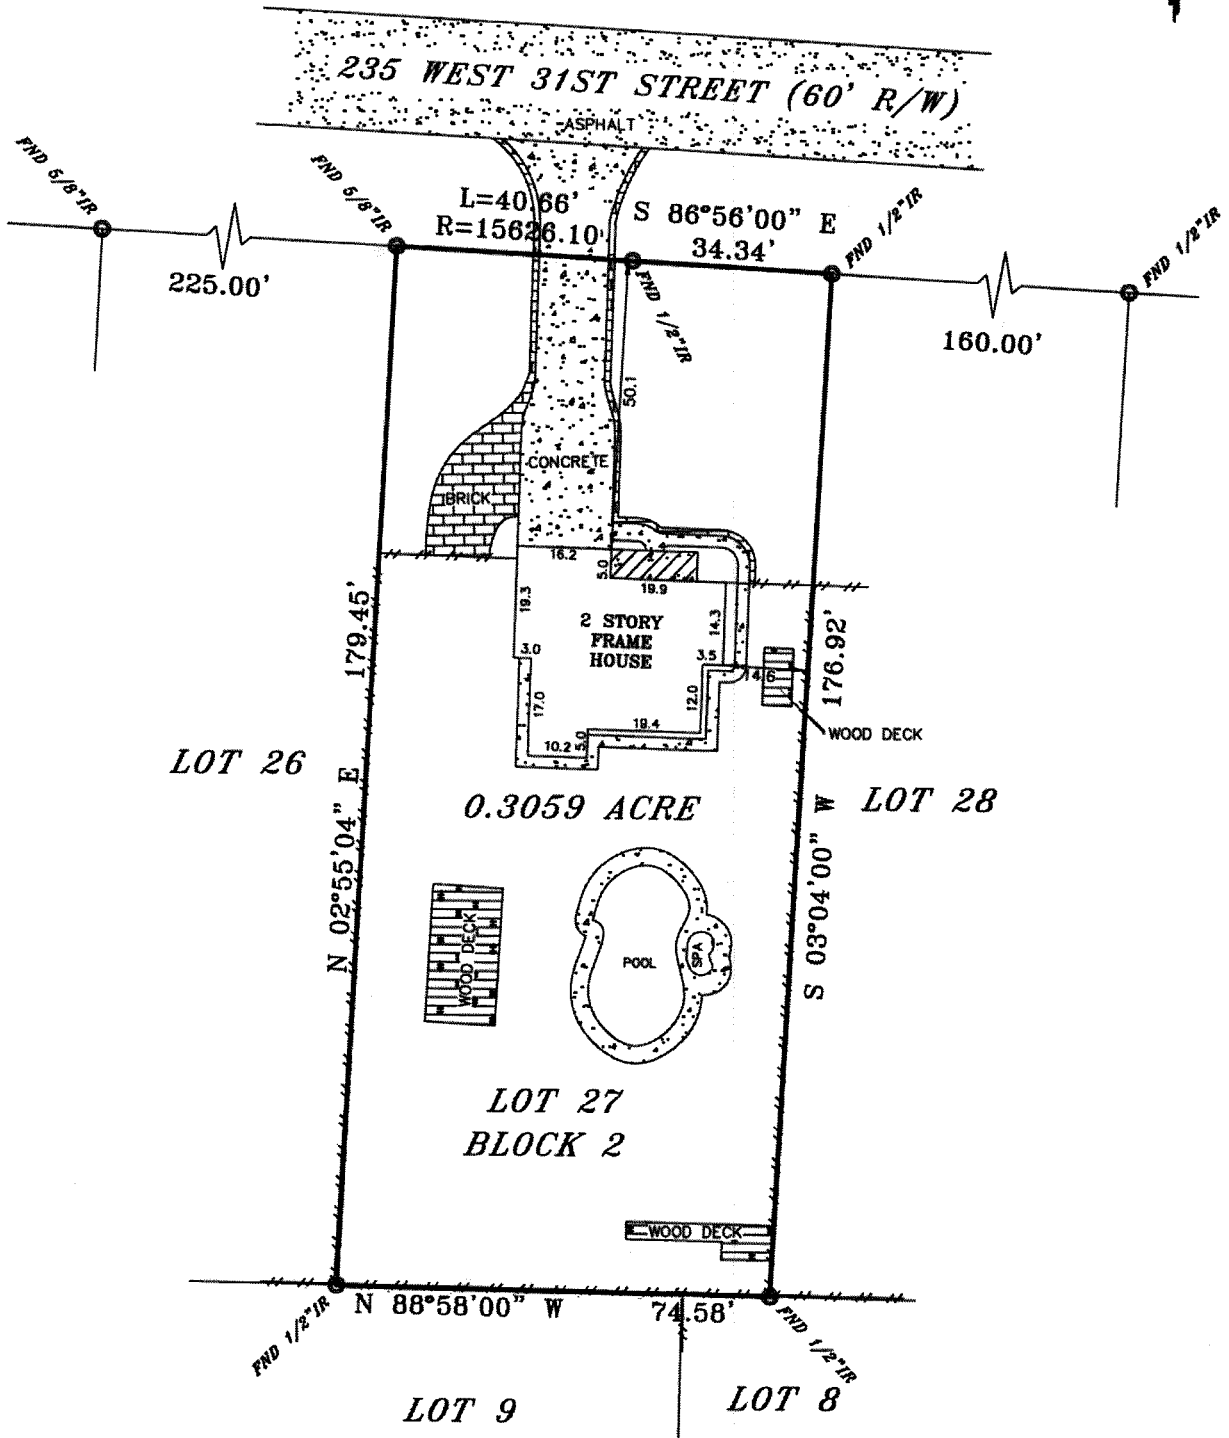 235 WEST 31ST STREET (60' R/W)
ASPHALT
FND 5/8"IR
FND 5/8"IR
L=40.66'
R=15626.10'
S 86°56'00" E
34.34'
FND 1/2"IR
FND 1/2"IR
225.00'
FND 1/2"IR
160.00'
50.1
CONCRETE
BRICK
16.2
5.0
19.9
19.3
2 STORY
FRAME
HOUSE
14.3
3.0
3.5
14.6
17.0
12.0
19.4
10.2
5.0
179.45'
176.92'
WOOD DECK
LOT 26
N 02°55'04" E
0.3059 ACRE
S 03°04'00" W
LOT 28
WOOD DECK
POOL
SPA
LOT 27
BLOCK 2
WOOD DECK
N 88°58'00" W
74.58'
FND 1/2"IR
FND 1/2"IR
LOT 9
LOT 8